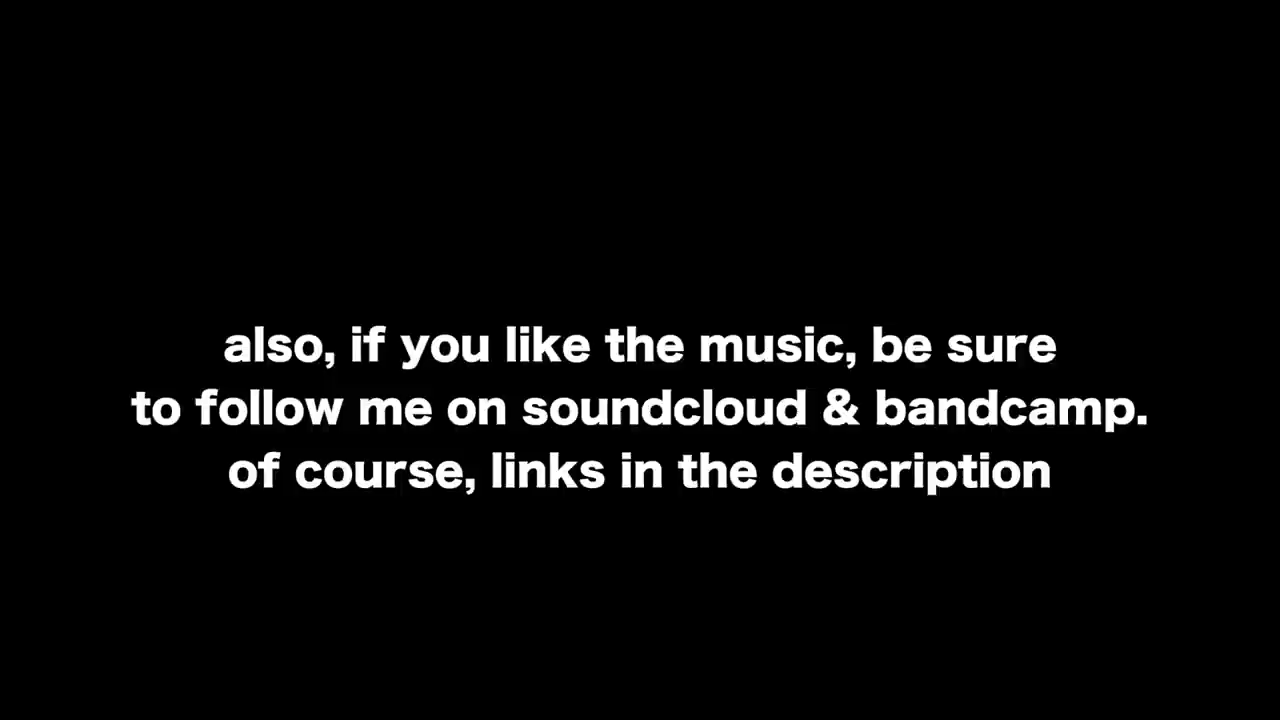 also, if you like the music, be sure
to follow me on soundcloud & bandcamp.
of course, links in the description